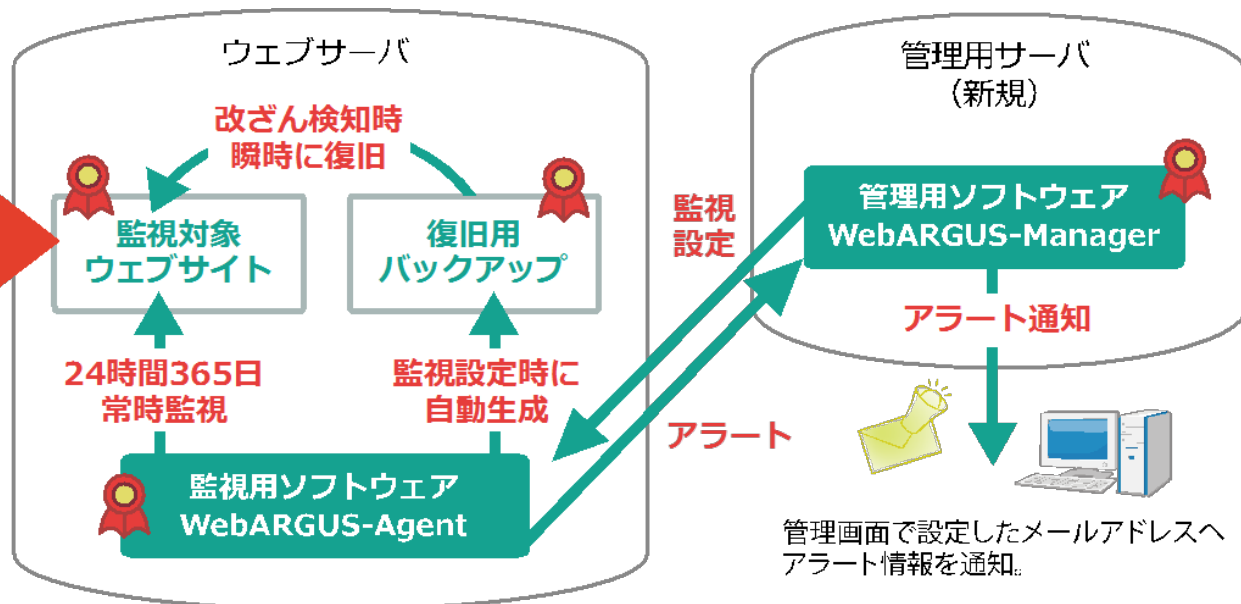 ウェブサーバ
改ざん検知時
瞬時に復旧
監視対象
ウェブサイト
復旧用
バックアップ
24時間365日
常時監視
監視設定時に
自動生成
監視用ソフトウェア
WebARGUS-Agent
監視
設定
アラート
管理用サーバ
(新規)
管理用ソフトウェア
WebARGUS-Manager
アラート通知
管理画面で設定したメールアドレスへ
アラート情報を通知。